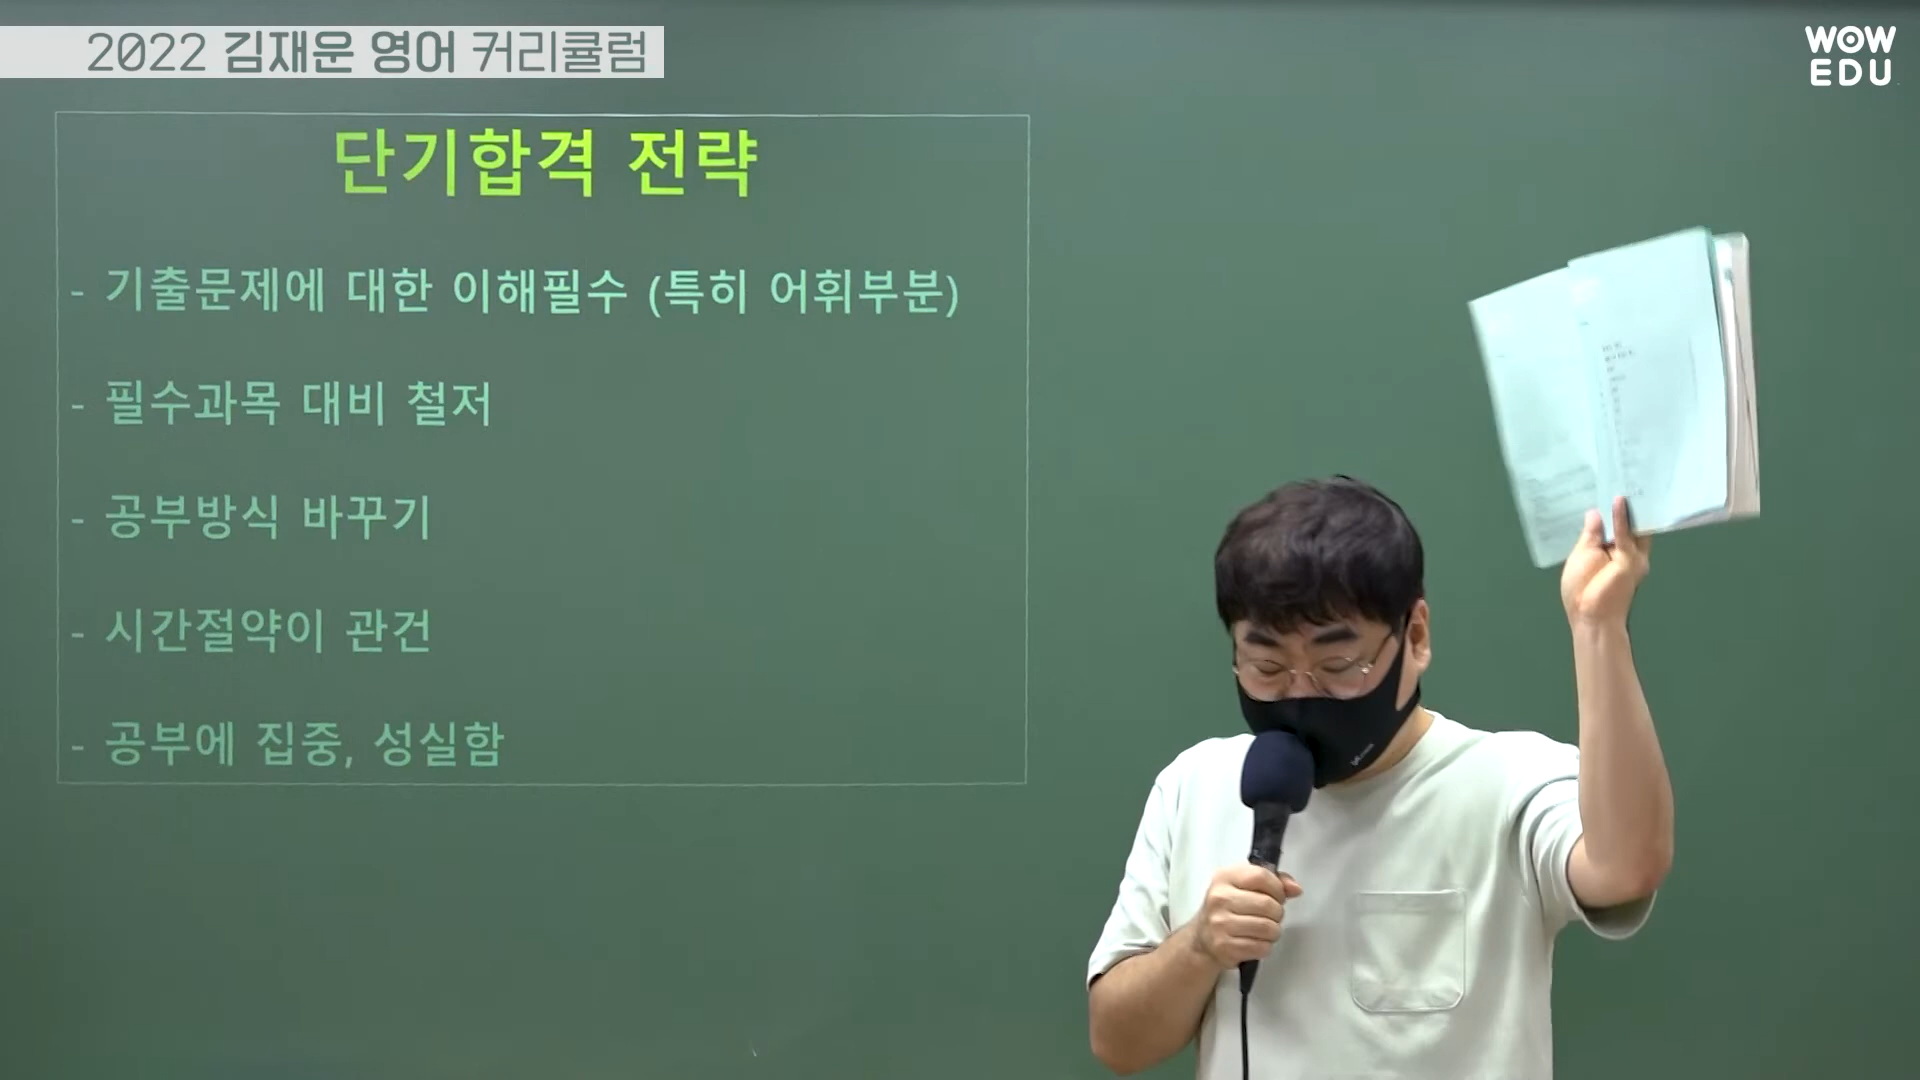 2022 김재운 영어 커리큘럼
WOW
EDU
단기합격 전략
- 기출문제에 대한 이해필수 (특히 어휘부분)
- 필수과목 대비 철저
- 공부방식 바꾸기
- 시간절약이 관건
- 공부에 집중, 성실함